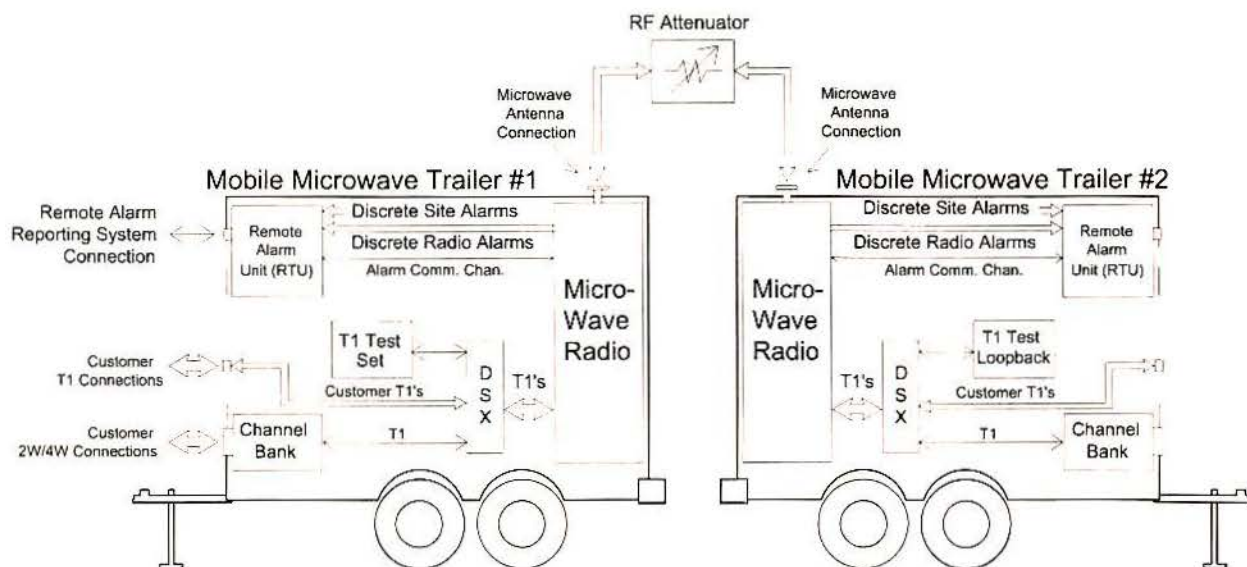 RF Attenuator
Microwave
Antenna
Connection
Microwave
Antenna
Connection
Mobile Microwave Trailer #1
Mobile Microwave Trailer #2
Remote Alarm
Reporting System
Connection
Remote
Alarm
Unit (RTU)
Discrete Site Alarms
Discrete Radio Alarms
Alarm Comm. Chan.
Micro-
Wave
Radio
T1 Test
Set
D
S
X
T1's
Customer
T1 Connections
Customer T1's
Customer
2W/4W Connections
Channel
Bank
T1
Micro-
Wave
Radio
Discrete Site Alarms
Discrete Radio Alarms
Alarm Comm. Chan.
Remote
Alarm
Unit (RTU)
T1's
D
S
X
T1 Test
Loopback
Customer T1's
T1
Channel
Bank